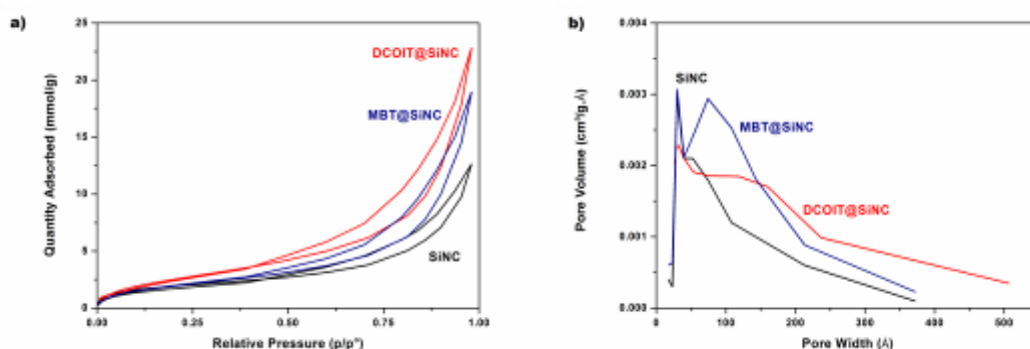 a)
25
20
15
10
5
0
Quantity Adsorbed (mmol/g)
DCOIT@SiNC
MBT@SiNC
SiNC
0.00
0.25
0.50
0.75
1.00
Relative Pressure (p/p°)
b)
0.004
0.003
0.002
0.001
0.000
Pore Volume (cm³/g.Å)
SiNC
MBT@SiNC
DCOIT@SiNC
0
100
200
300
400
500
Pore Width (Å)